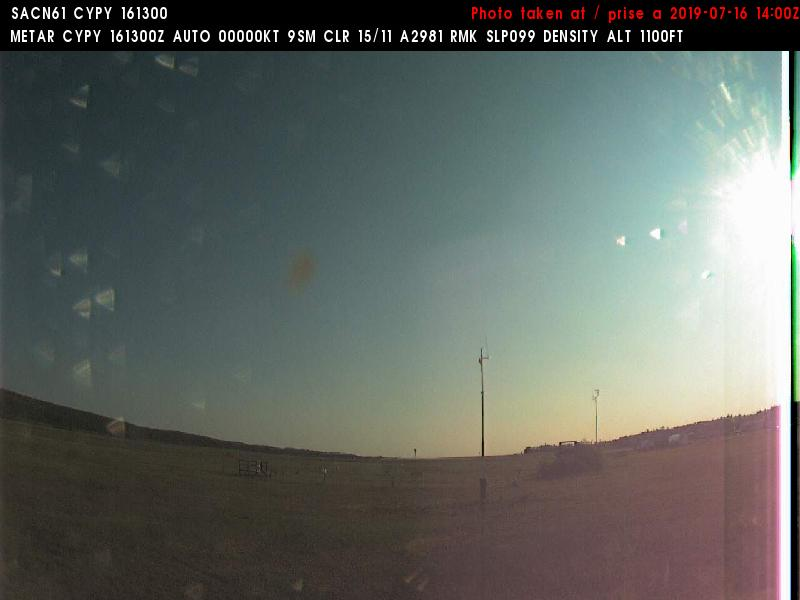 SACN61 CYPY 161300
Photo taken at / prise a 2019-07-16 14:00Z
METAR CYPY 161300Z AUTO 00000KT 9SM CLR 15/11 A2981 RMK SLP099 DENSITY ALT 1100FT